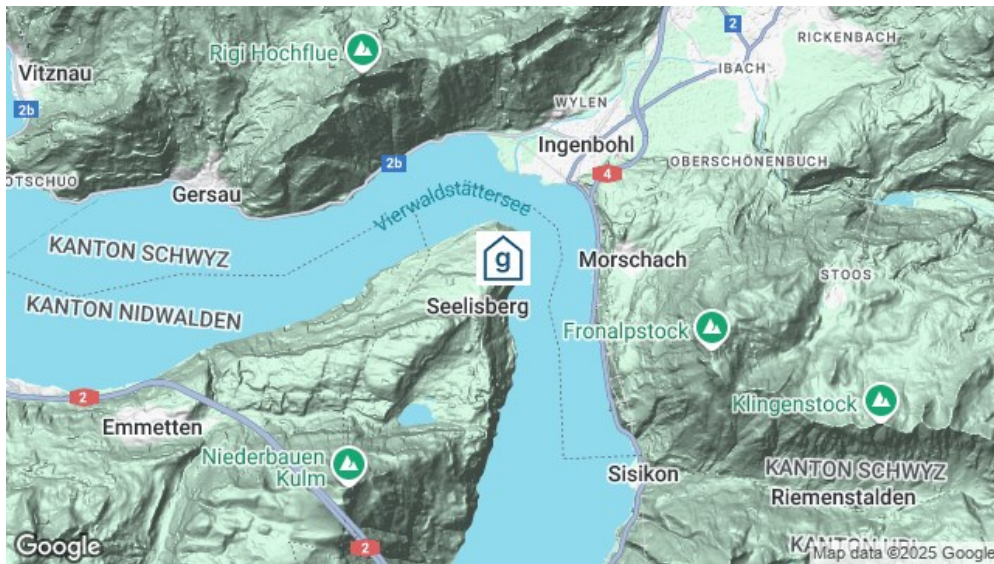 2
RICKENBACH
Rigi Hochflue
Vitznau
IBACH
2b
WYLEN
Ingenbohl
2b
OBERSCHÖNENBUCH
4
OTSCHUO
Gersau
Vierwaldstättersee
KANTON SCHWYZ
g
Morschach
STOOS
KANTON NIDWALDEN
Seelisberg
Fronalpstock
2
Klingenstock
Emmetten
Niederbauen
Kulm
Sisikon
KANTON SCHWYZ
Riemenstalden
Google
2
KANTON URI
Map data ©2025 Google